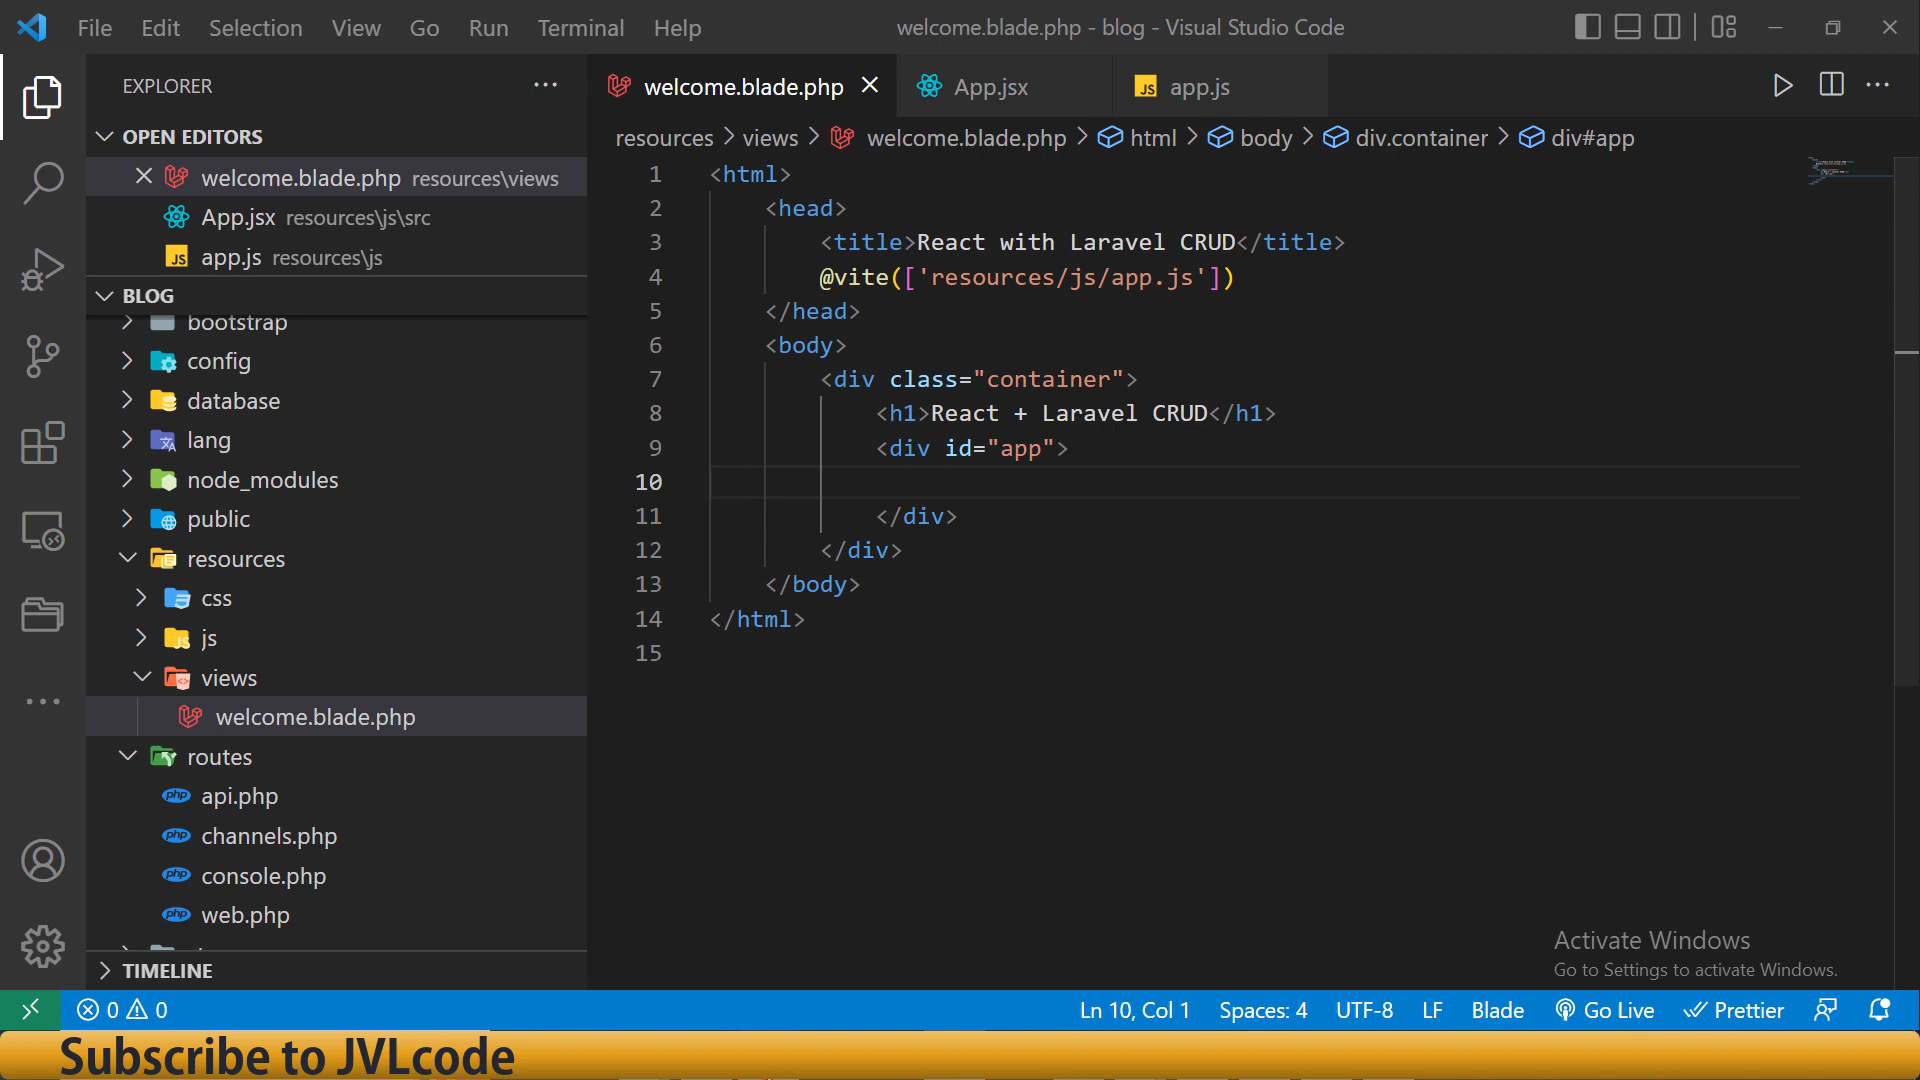 File Edit Selection View Go Run Terminal Help welcome.blade.php - blog - Visual Studio Code
EXPLORER
OPEN EDITORS
welcome.blade.php resources\views
App.jsx resources\js\src
JS app.js resources\js
BLOG
bootstrap
config
database
lang
node_modules
public
resources
css
JS js
views
welcome.blade.php
routes
php api.php
php channels.php
php console.php
php web.php
TIMELINE
welcome.blade.php App.jsx JS app.js
resources > views > welcome.blade.php > html > body > div.container > div#app
1 <html>
2 <head>
3 <title>React with Laravel CRUD</title>
4 @vite(['resources/js/app.js'])
5 </head>
6 <body>
7 <div class="container">
8 <h1>React + Laravel CRUD</h1>
9 <div id="app">
10
11 </div>
12 </div>
13 </body>
14 </html>
15
Activate Windows
Go to Settings to activate Windows.
0 0 Ln 10, Col 1 Spaces: 4 UTF-8 LF Blade Go Live Prettier
Subscribe to JVLcode